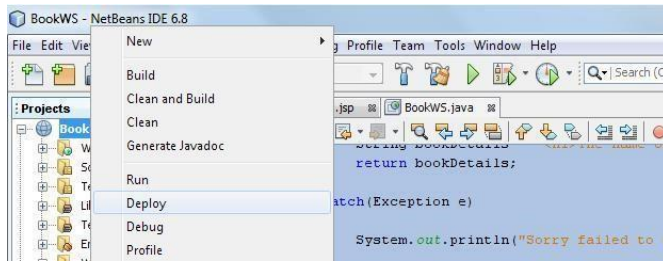 BookWS - NetBeans IDE 6.8
File Edit Profile Team Tools Window Help
New
Build
Clean and Build
Clean
Generate Javadoc
Run
Deploy
Debug
Profile
Search (C
Projects
Book
.jsp BookWS.java
String bookDetails
return bookDetails;
atch(Exception e)
System.out.println("Sorry failed to